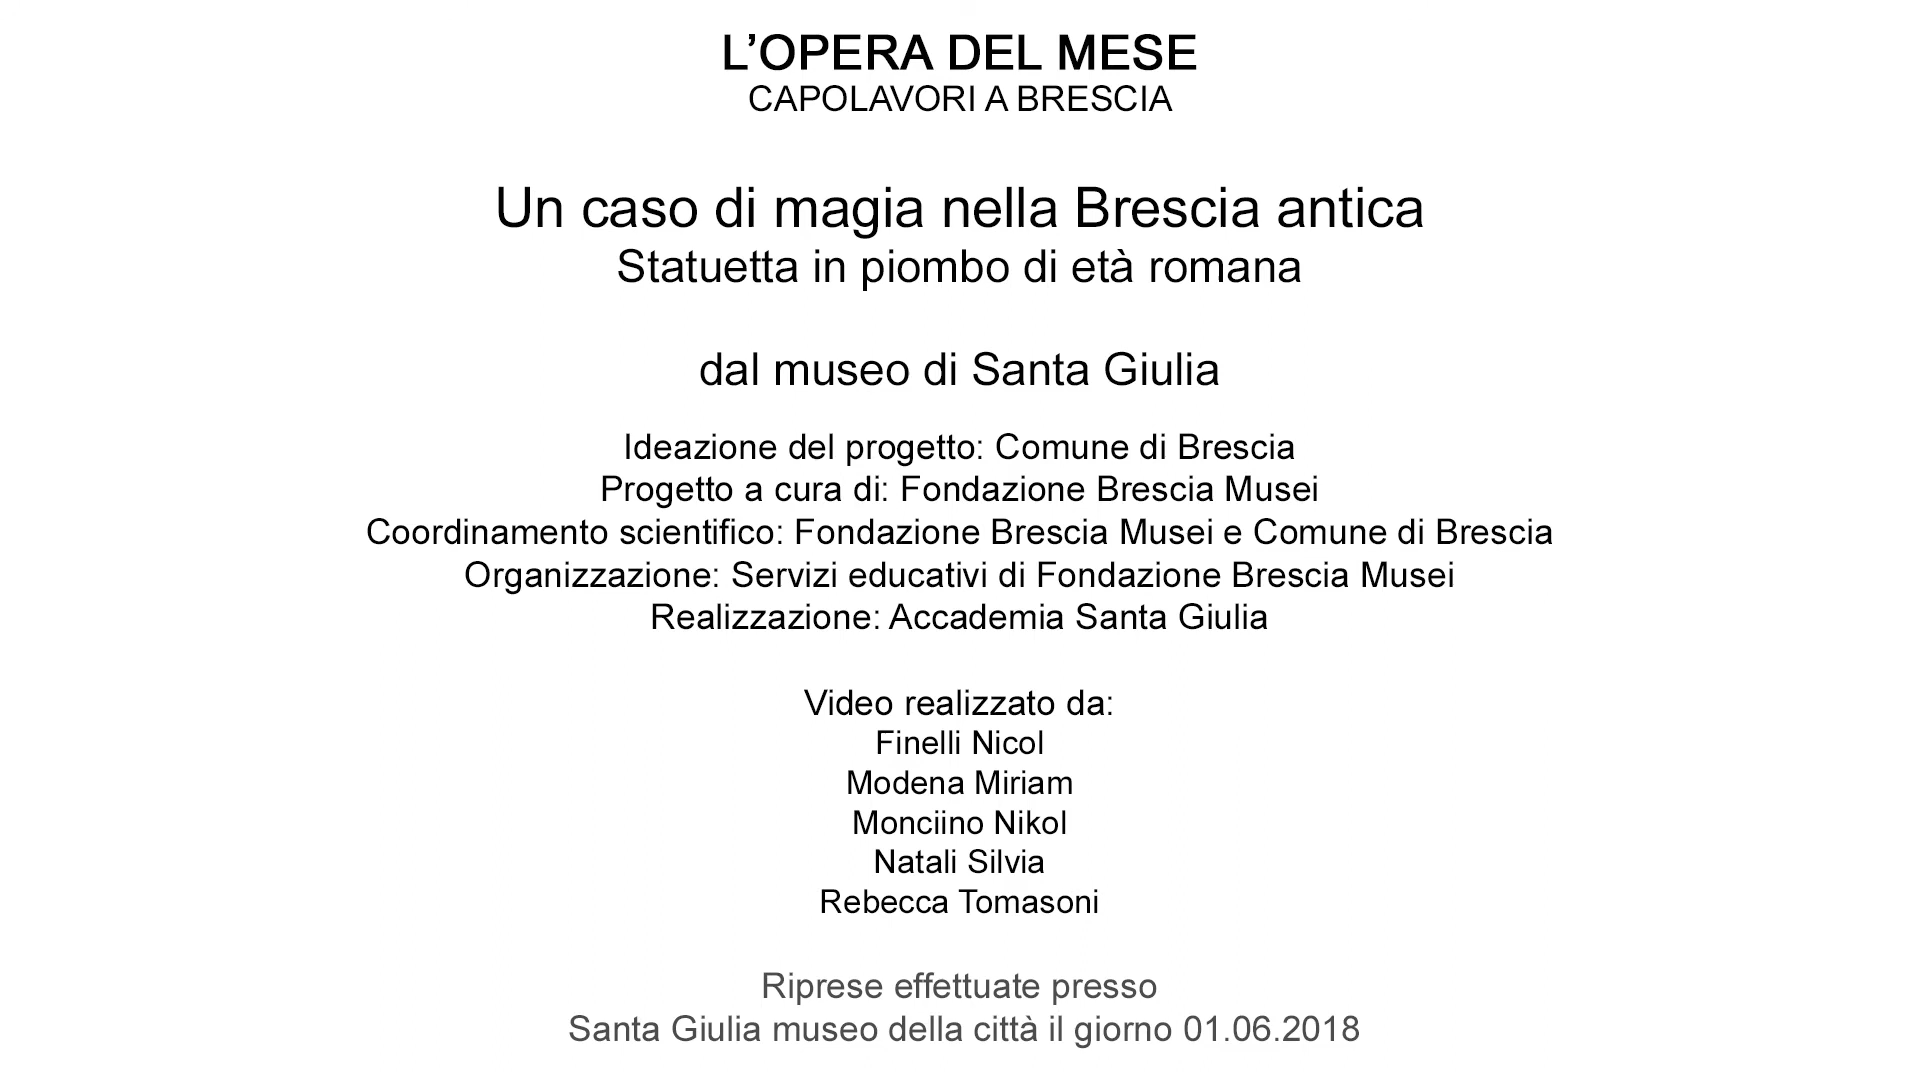 L’OPERA DEL MESE
CAPOLAVORI A BRESCIA
Un caso di magia nella Brescia antica
Statuetta in piombo di età romana
dal museo di Santa Giulia
Ideazione del progetto: Comune di Brescia
Progetto a cura di: Fondazione Brescia Musei
Coordinamento scientifico: Fondazione Brescia Musei e Comune di Brescia
Organizzazione: Servizi educativi di Fondazione Brescia Musei
Realizzazione: Accademia Santa Giulia
Video realizzato da:
Finelli Nicol
Modena Miriam
Monciino Nikol
Natali Silvia
Rebecca Tomasoni
Riprese effettuate presso
Santa Giulia museo della città il giorno 01.06.2018